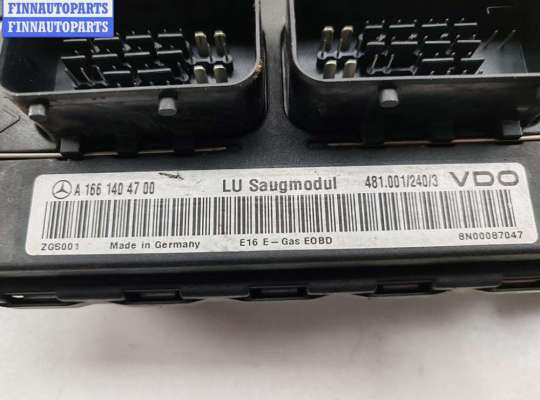 FINNAUTOPARTS
FINNAUTOPARTS
FINNAUTOPARTS
A 166 140 47 00 LU Saugmodul 481.001/240/3 VDO
ZGS001 Made in Germany E16 E-Gas EOBD 8N00087047